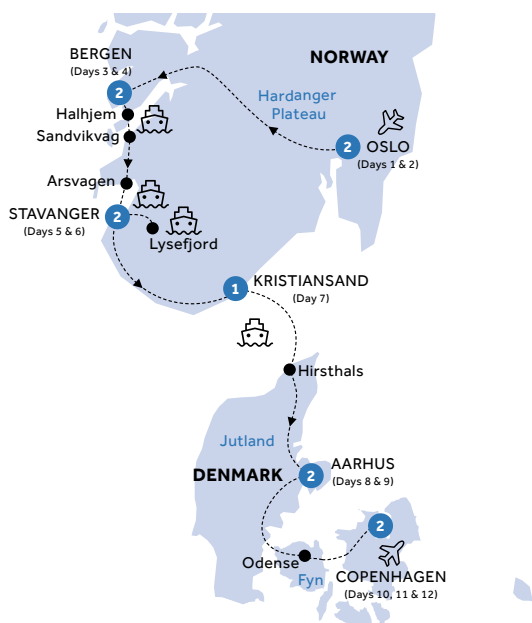 NORWAY
BERGEN
(Days 3 & 4)
2
Halhjem
Sandvikvag
Hardanger
Plateau
2
OSLO
(Days 1 & 2)
Arsvagen
STAVANGER
(Days 5 & 6)
2
Lysefjord
1
KRISTIANSAND
(Day 7)
Hirsthals
Jutland
DENMARK
2
AARHUS
(Days 8 & 9)
2
Odense
Fyn
COPENHAGEN
(Days 10, 11 & 12)